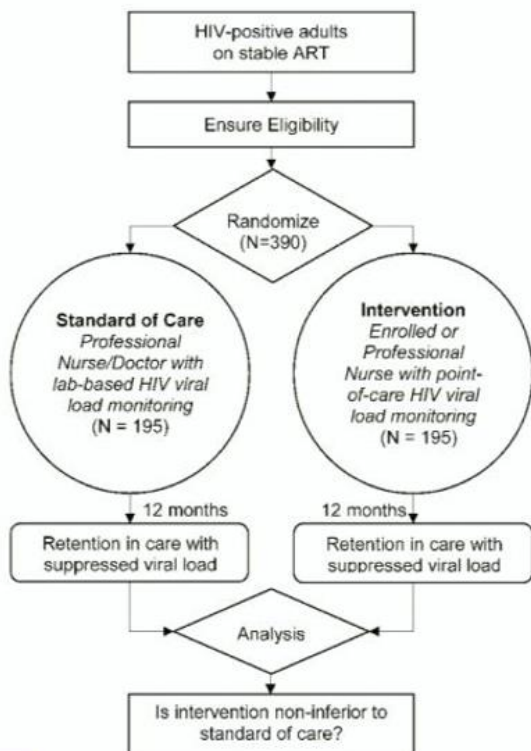 HIV-positive adults
on stable ART
Ensure Eligibility
Randomize
(N=390)
Standard of Care
Professional
Nurse/Doctor with
lab-based HIV viral
load monitoring
(N = 195)
Intervention
Enrolled or
Professional
Nurse with point-
of-care HIV viral
load monitoring
(N = 195)
12 months
12 months
Retention in care with
suppressed viral load
Retention in care with
suppressed viral load
Analysis
Is intervention non-inferior to
standard of care?